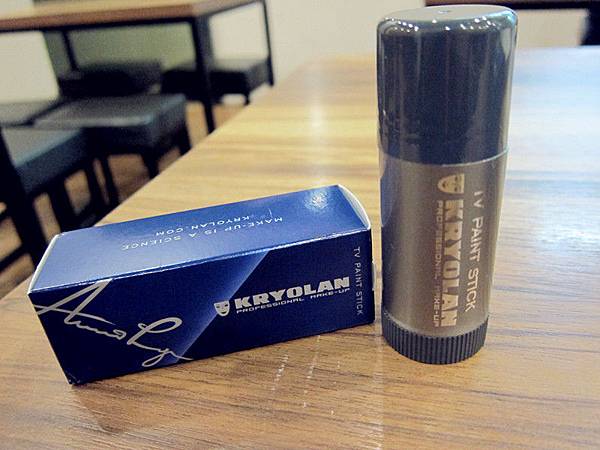 MAKE-UP IS A SCIENCE
KRYOLAN.COM
TV PAINT STICK
KRYOLAN
PROFESSIONAL MAKE-UP
TV PAINT STICK
KRYOLAN
PROFESSIONAL MAKE-UP